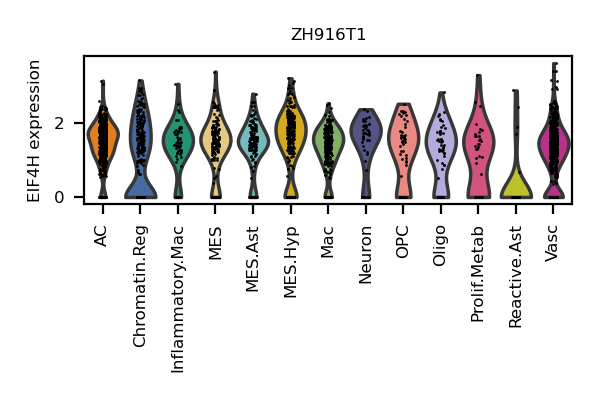 ZH916T1
EIF4H expression
2
0
AC
Chromatin.Reg
Inflammatory.Mac
MES
MES.Ast
MES.Hyp
Mac
Neuron
OPC
Oligo
Prolif.Metab
Reactive.Ast
Vasc